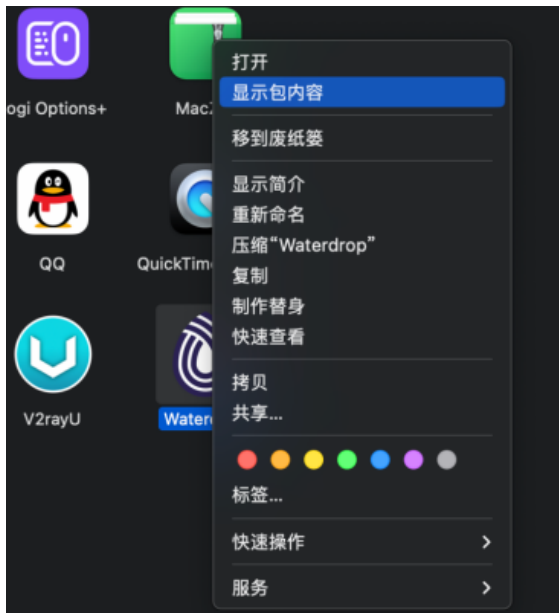 ogi Options+
Mac
打开
显示包内容
移到废纸篓
显示简介
重新命名
压缩“Waterdrop”
复制
制作替身
快速查看
拷贝
共享...
标签...
快速操作
服务
QQ
QuickTim
V2rayU
Water